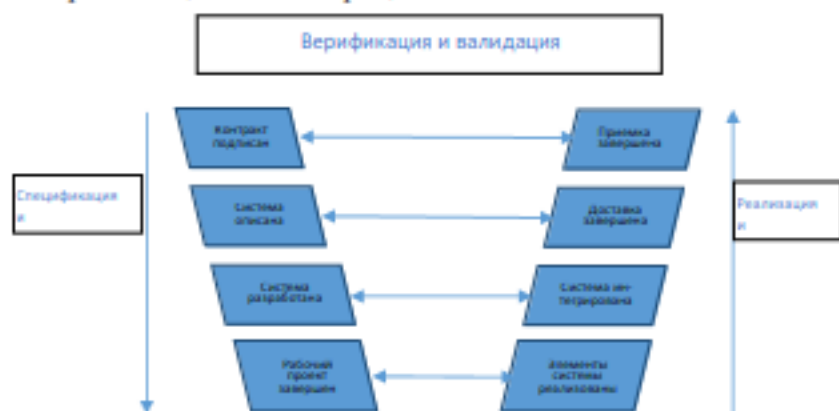 Верификация и валидация
Контракт
подписан
Приемка
завершена
Спецификация
и
Система
описана
Доставка
завершена
Реализация
и
Система
разработана
Система ин-
тегрирована
Рабочий
проект
завершен
Элементы
системы
реализованы